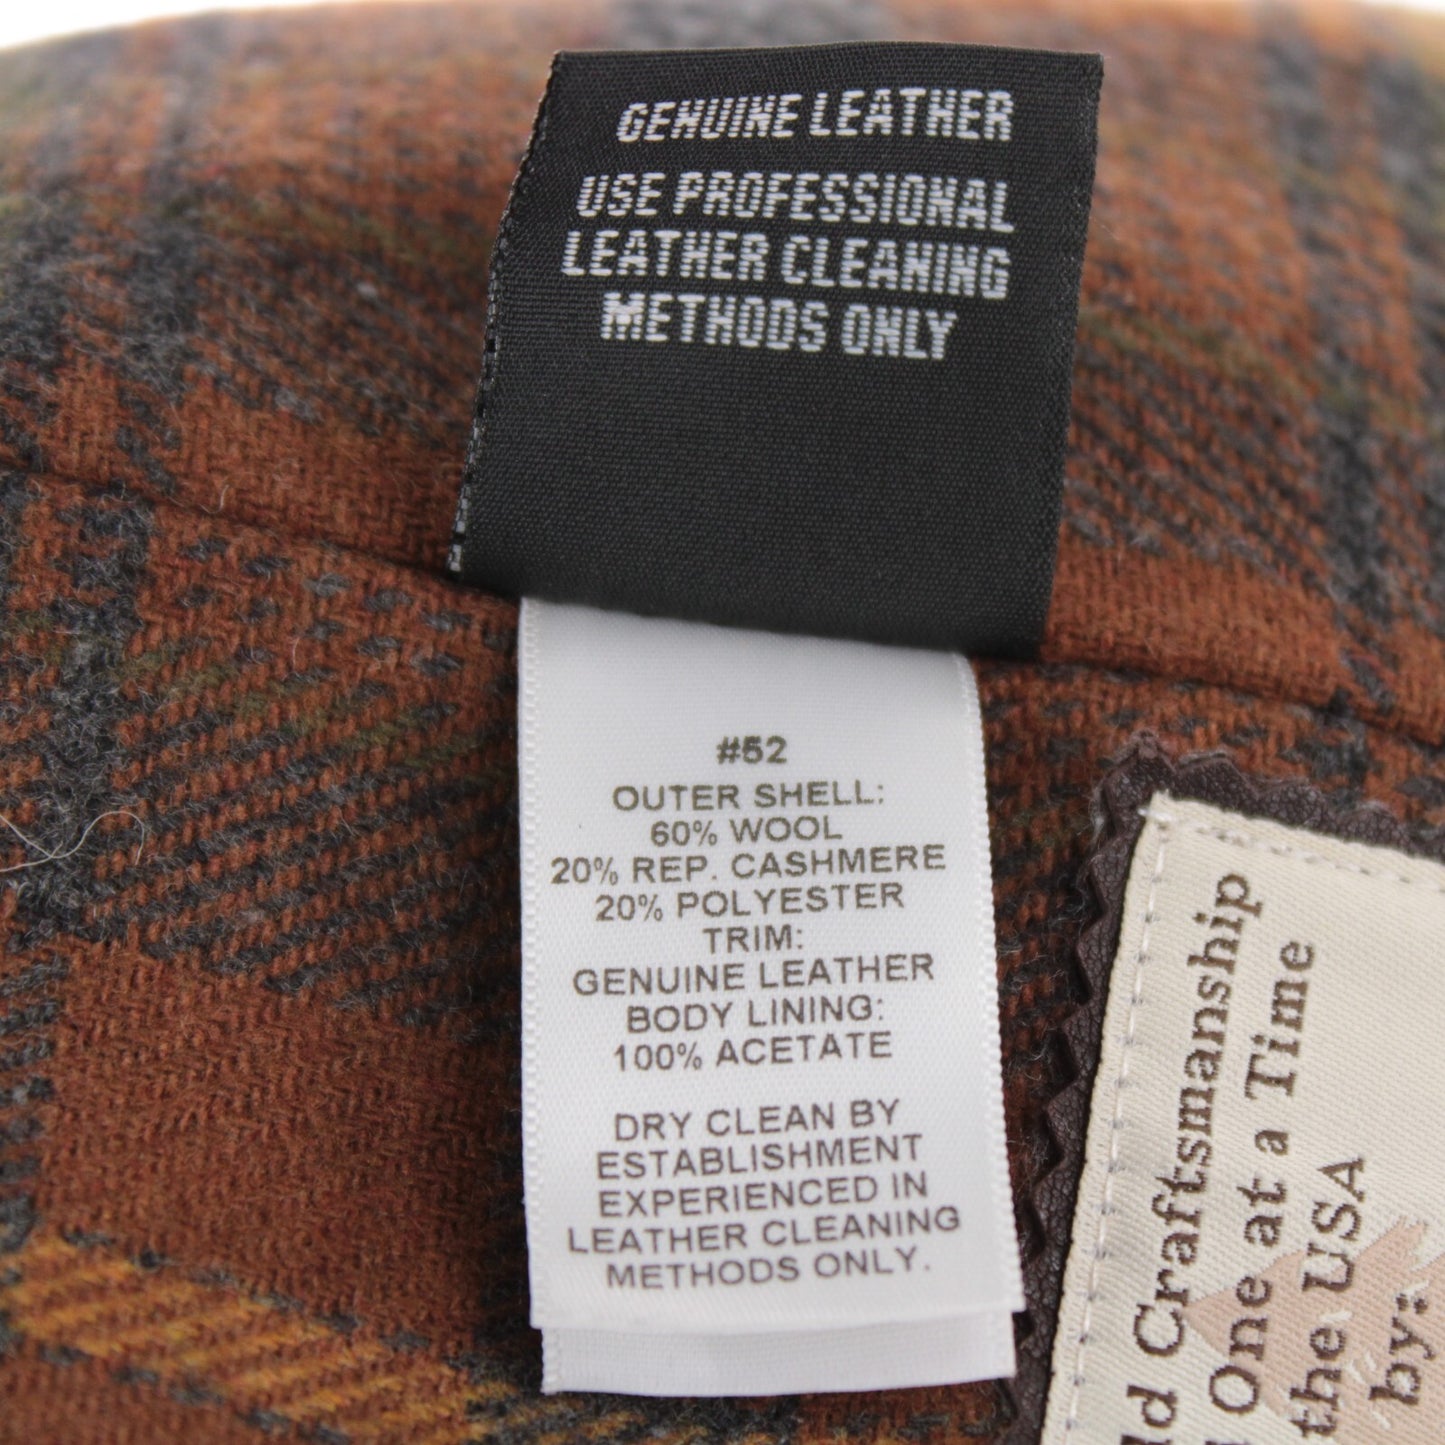 GENUINE LEATHER
USE PROFESSIONAL
LEATHER CLEANING
METHODS ONLY
#52
OUTER SHELL:
60% WOOL
20% REP. CASHMERE
20% POLYESTER
TRIM:
GENUINE LEATHER
BODY LINING:
100% ACETATE
DRY CLEAN BY
ESTABLISHMENT
EXPERIENCED IN
LEATHER CLEANING
METHODS ONLY.
Craftsmanship
One at a Time
the USA
by: